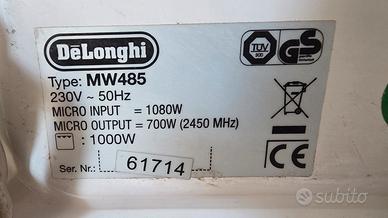 DeLonghi
Type: MW485
230V ~ 50Hz
MICRO INPUT = 1080W
MICRO OUTPUT = 700W (2450 MHz)
: 1000W
Ser. Nr.: 61714
TÜV
GS
CE
subito